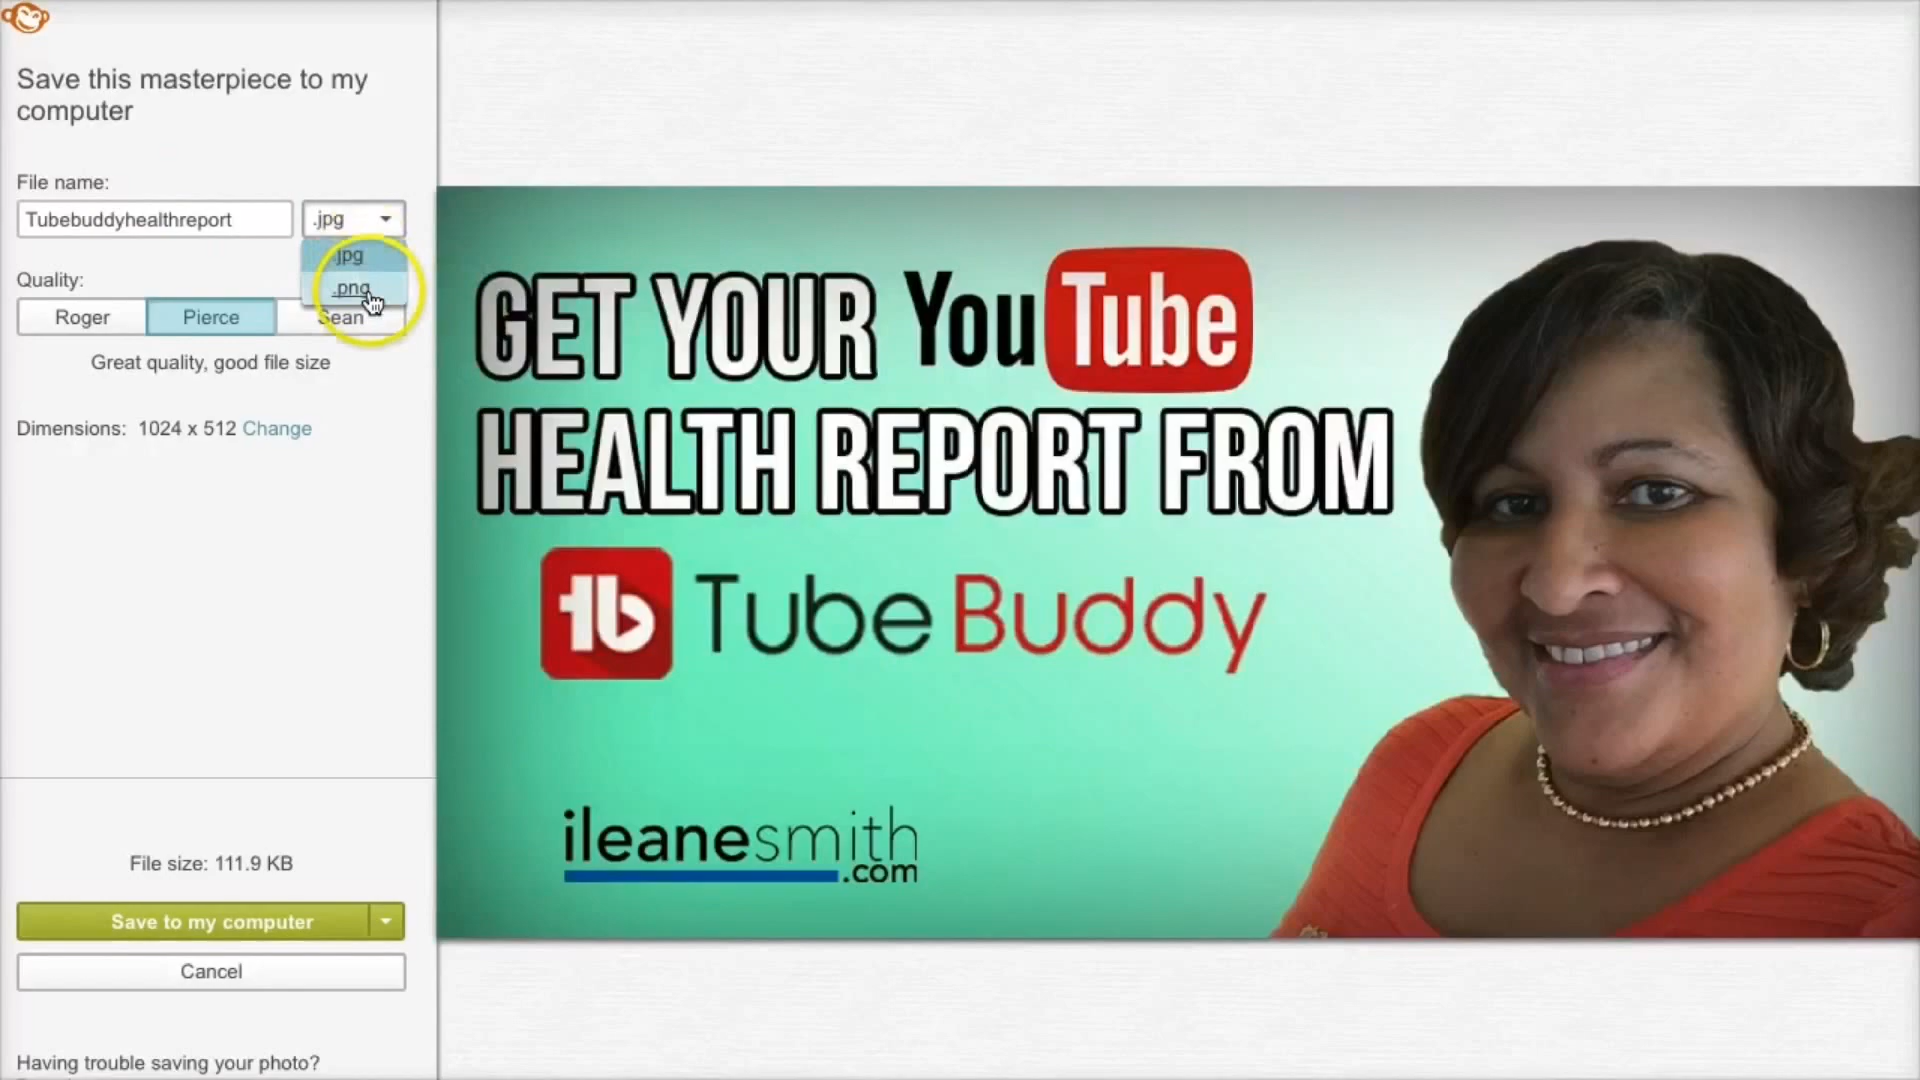 Save this masterpiece to my
computer
File name:
Tubebuddyhealthreport
.jpg
.jpg
.png
Quality:
Roger
Pierce
Sean
Great quality, good file size
Dimensions: 1024 x 512 Change
File size: 111.9 KB
Save to my computer
Cancel
Having trouble saving your photo?
GET YOUR YouTube
HEALTH REPORT FROM
tb TubeBuddy
ileanesmith
.com